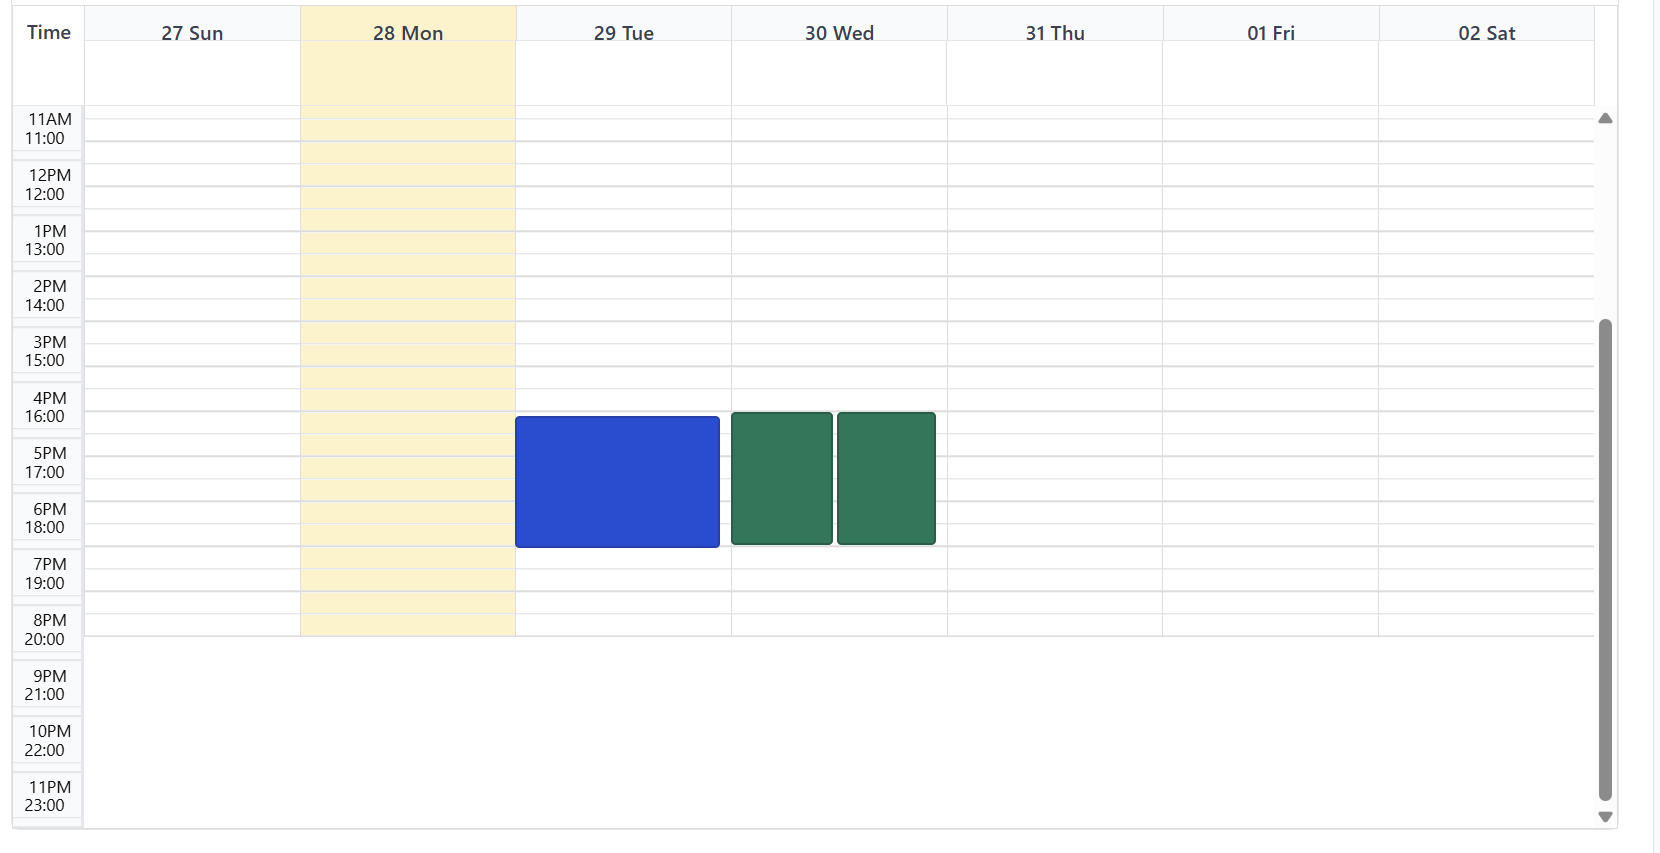 Time 27 Sun 28 Mon 29 Tue 30 Wed 31 Thu 01 Fri 02 Sat
11AM
11:00
12PM
12:00
1PM
13:00
2PM
14:00
3PM
15:00
4PM
16:00
5PM
17:00
6PM
18:00
7PM
19:00
8PM
20:00
9PM
21:00
10PM
22:00
11PM
23:00